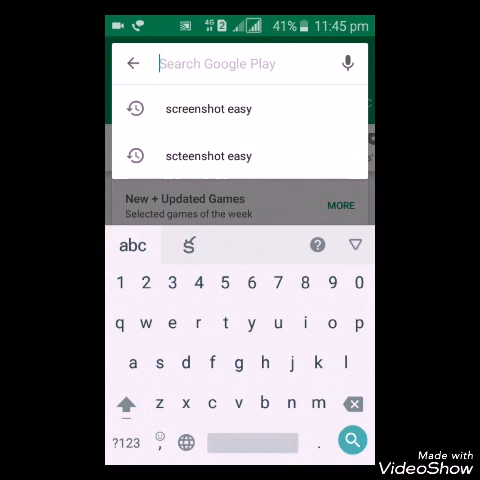 4G 2 41% 11:45 pm
Search Google Play
screenshot easy
scteenshot easy
New + Updated Games
MORE
Selected games of the week
abc
1 2 3 4 5 6 7 8 9 0
q w e r t y u i o p
a s d f g h j k l
z x c v b n m
?123 , .
Made with
VideoShow